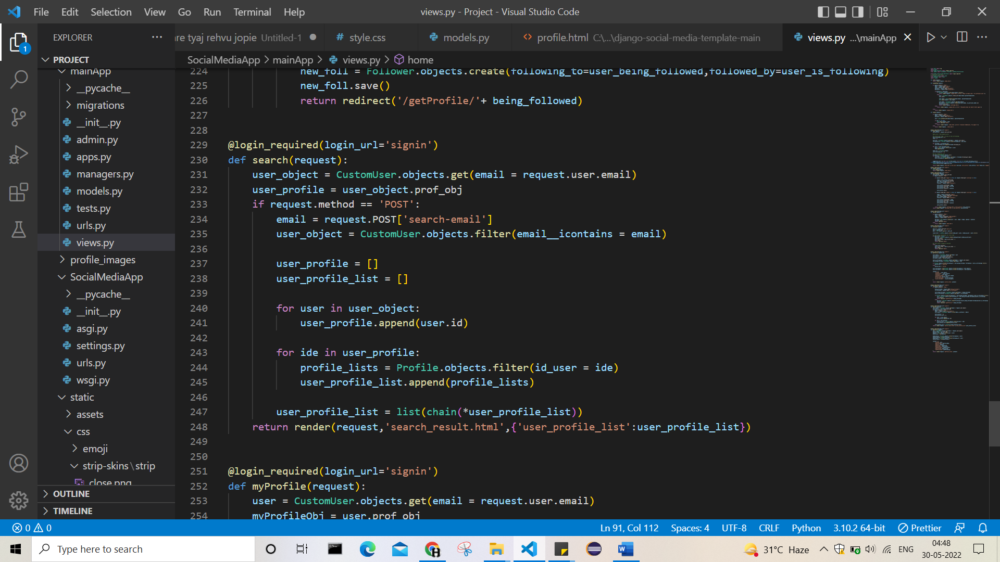 File Edit Selection View Go Run Terminal Help
views.py - Project - Visual Studio Code
EXPLORER
re tyaj rehvu jopie Untitled-1
style.css
models.py
profile.html C:\...\django-social-media-template-main
views.py ...\mainApp
1
PROJECT
SocialMediaApp > mainApp > views.py > home
mainApp
__pycache__
migrations
__init__.py
admin.py
apps.py
managers.py
models.py
tests.py
urls.py
views.py
profile_images
SocialMediaApp
__pycache__
__init__.py
asgi.py
settings.py
urls.py
wsgi.py
static
assets
css
emoji
strip-skins\strip
close.png
OUTLINE
TIMELINE
224 new_foll = Follower.objects.create(following_to=user_being_followed,followed_by=user_is_following)
225 new_foll.save()
226 return redirect('/getProfile/'+ being_followed)
227
228
229 @login_required(login_url='signin')
230 def search(request):
231 user_object = CustomUser.objects.get(email = request.user.email)
232 user_profile = user_object.prof_obj
233 if request.method == 'POST':
234 email = request.POST['search-email']
235 user_object = CustomUser.objects.filter(email__icontains = email)
236
237 user_profile = []
238 user_profile_list = []
239
240 for user in user_object:
241 user_profile.append(user.id)
242
243 for ide in user_profile:
244 profile_lists = Profile.objects.filter(id_user = ide)
245 user_profile_list.append(profile_lists)
246
247 user_profile_list = list(chain(*user_profile_list))
248 return render(request,'search_result.html',{'user_profile_list':user_profile_list})
249
250
251 @login_required(login_url='signin')
252 def myProfile(request):
253 user = CustomUser.objects.get(email = request.user.email)
254 myProfileObj = user.prof_obj
0 0
Ln 91, Col 112 Spaces: 4 UTF-8 CRLF Python 3.10.2 64-bit Prettier
Type here to search
31°C Haze
ENG
04:48
30-05-2022